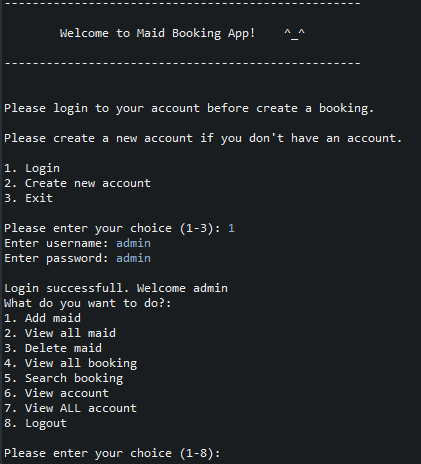 ---------------------------------------------------
Welcome to Maid Booking App!    ^_^
---------------------------------------------------
Please login to your account before create a booking.
Please create a new account if you don't have an account.
1. Login
2. Create new account
3. Exit
Please enter your choice (1-3): 1
Enter username: admin
Enter password: admin
Login successfull. Welcome admin
What do you want to do?:
1. Add maid
2. View all maid
3. Delete maid
4. View all booking
5. Search booking
6. View account
7. View ALL account
8. Logout
Please enter your choice (1-8):